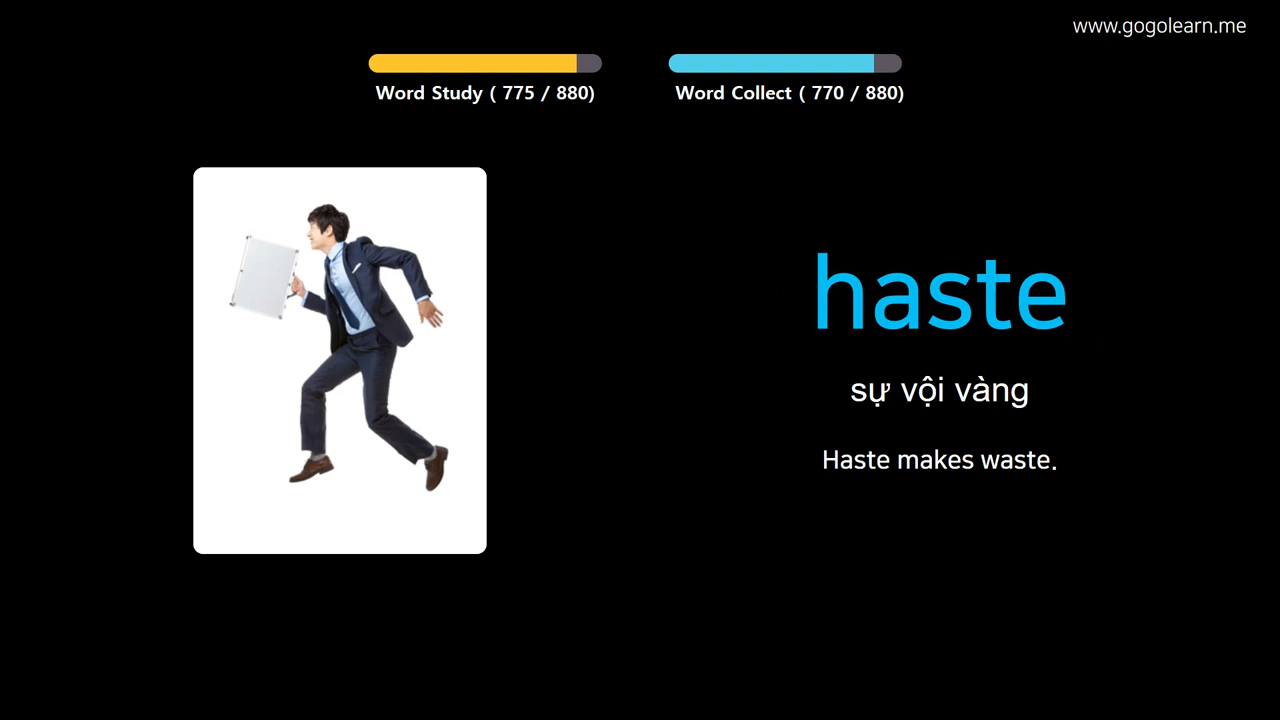 www.gogolearn.me
Word Study ( 775 / 880)
Word Collect ( 770 / 880)
haste
sự vội vàng
Haste makes waste.